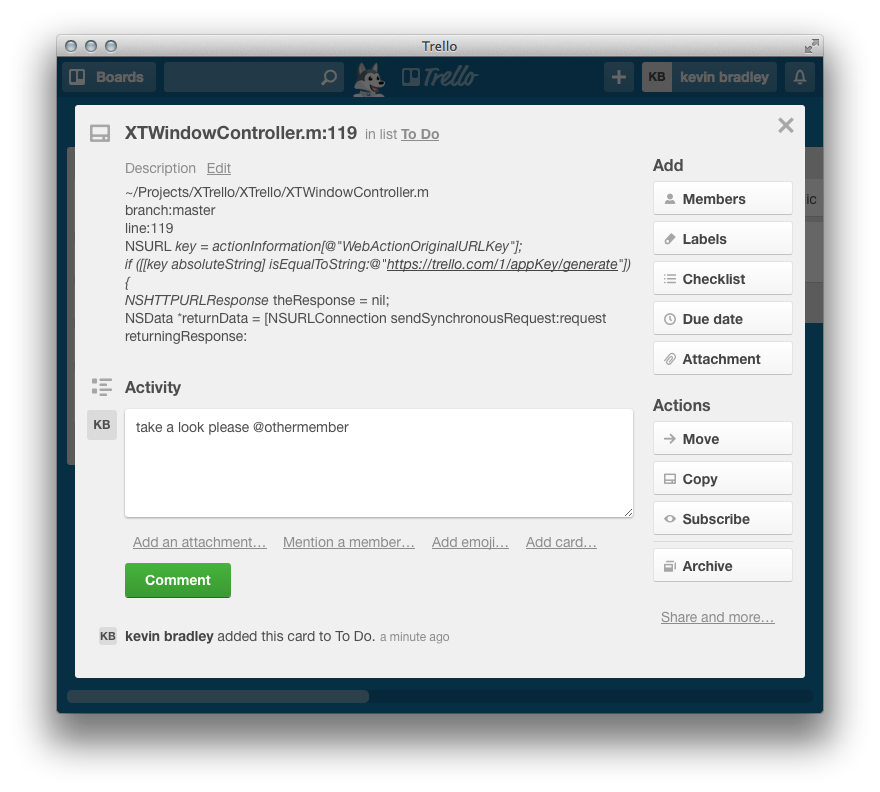 Trello
Boards
Trello
KB kevin bradley
XTWindowController.m:119 in list To Do
Description Edit
~/Projects/XTrello/XTrello/XTWindowController.m
branch:master
line:119
NSURL key = actionInformation[@"WebActionOriginalURLKey"];
if ([[key absoluteString] isEqualToString:@"https://trello.com/1/appKey/generate"])
{
NSHTTPURLResponse theResponse = nil;
NSData *returnData = [NSURLConnection sendSynchronousRequest:request
returningResponse:
Activity
KB
take a look please @othermember
Add an attachment… Mention a member… Add emoji… Add card…
Comment
KB kevin bradley added this card to To Do. a minute ago
Add
Members
Labels
Checklist
Due date
Attachment
Actions
Move
Copy
Subscribe
Archive
Share and more…